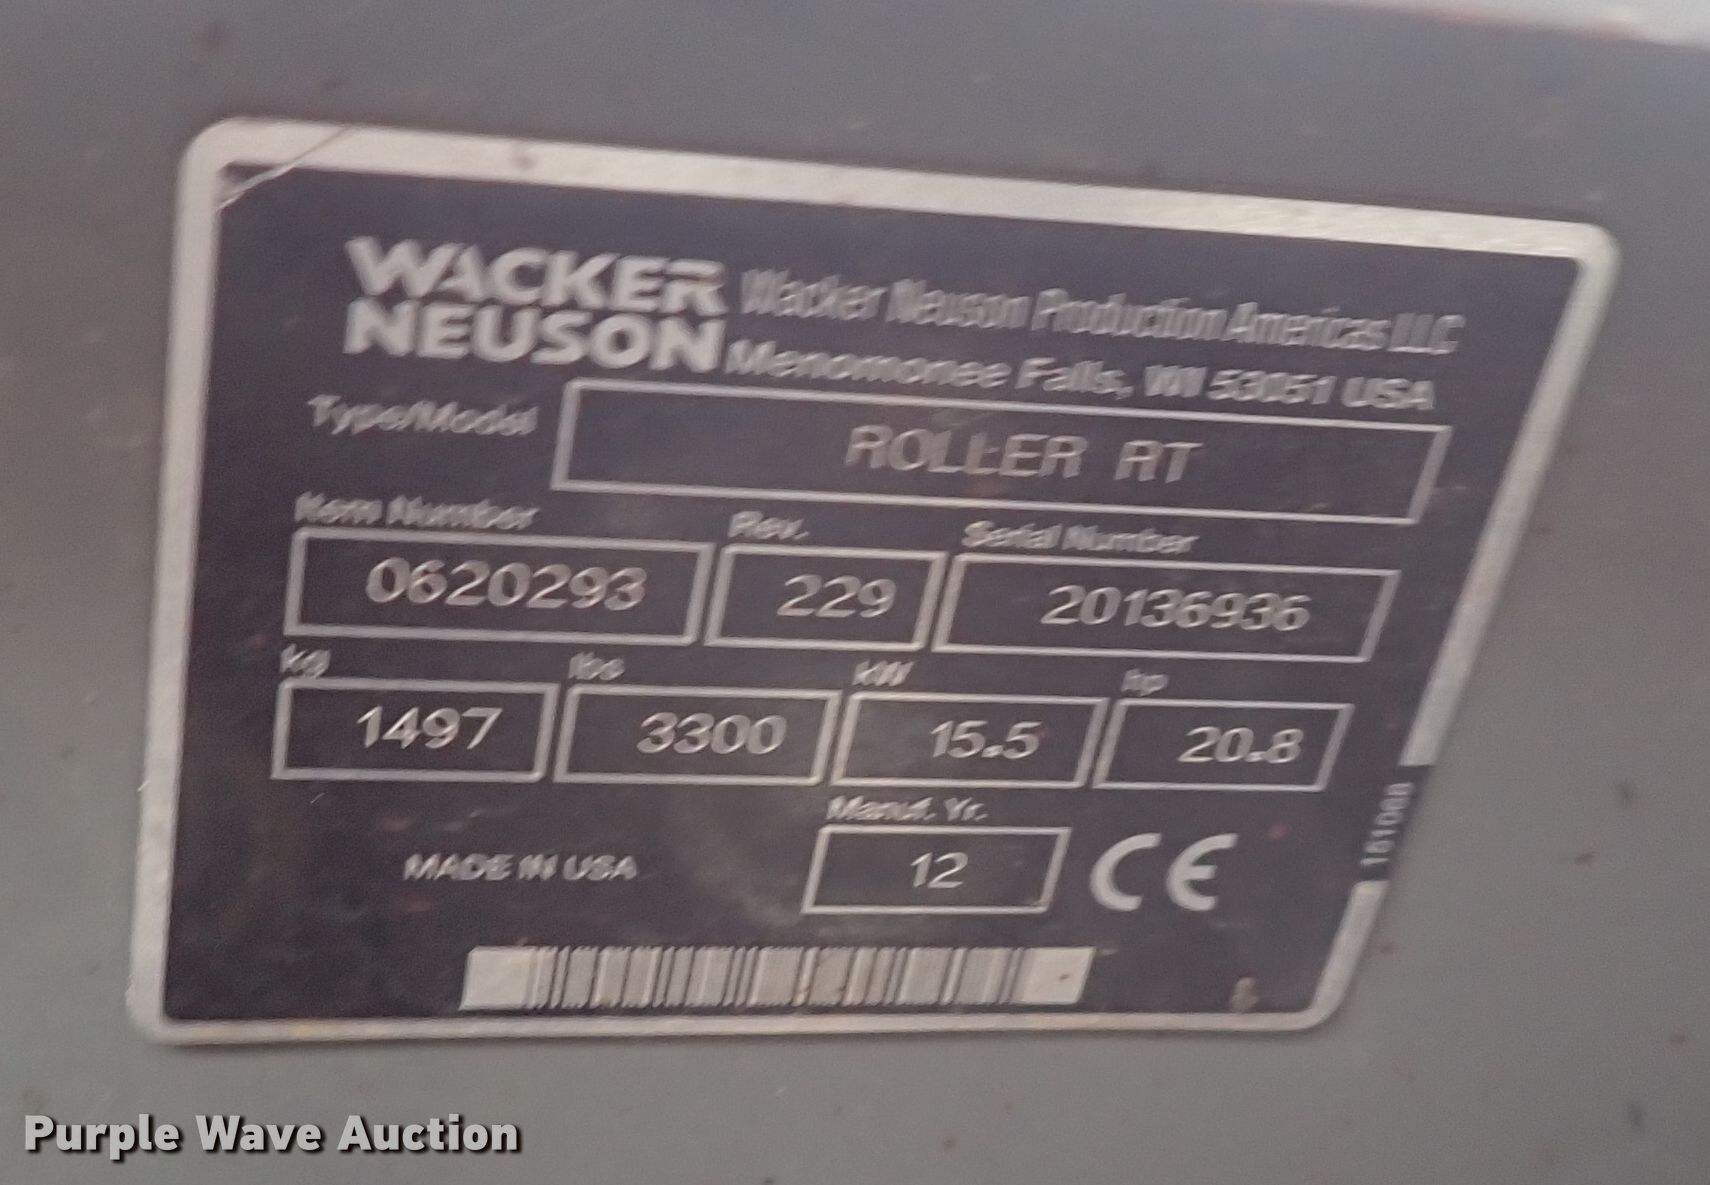 WACKER NEUSON
Wacker Neuson Production Americas LLC
Menomonee Falls, WI 53051 USA
Type/Model
ROLLER RT
Item Number Rev. Serial Number
0620293 229 20136936
kg lbs kW hp
1497 3300 15.5 20.8
Manuf. Yr.
MADE IN USA 12 CE
161068
Purple Wave Auction